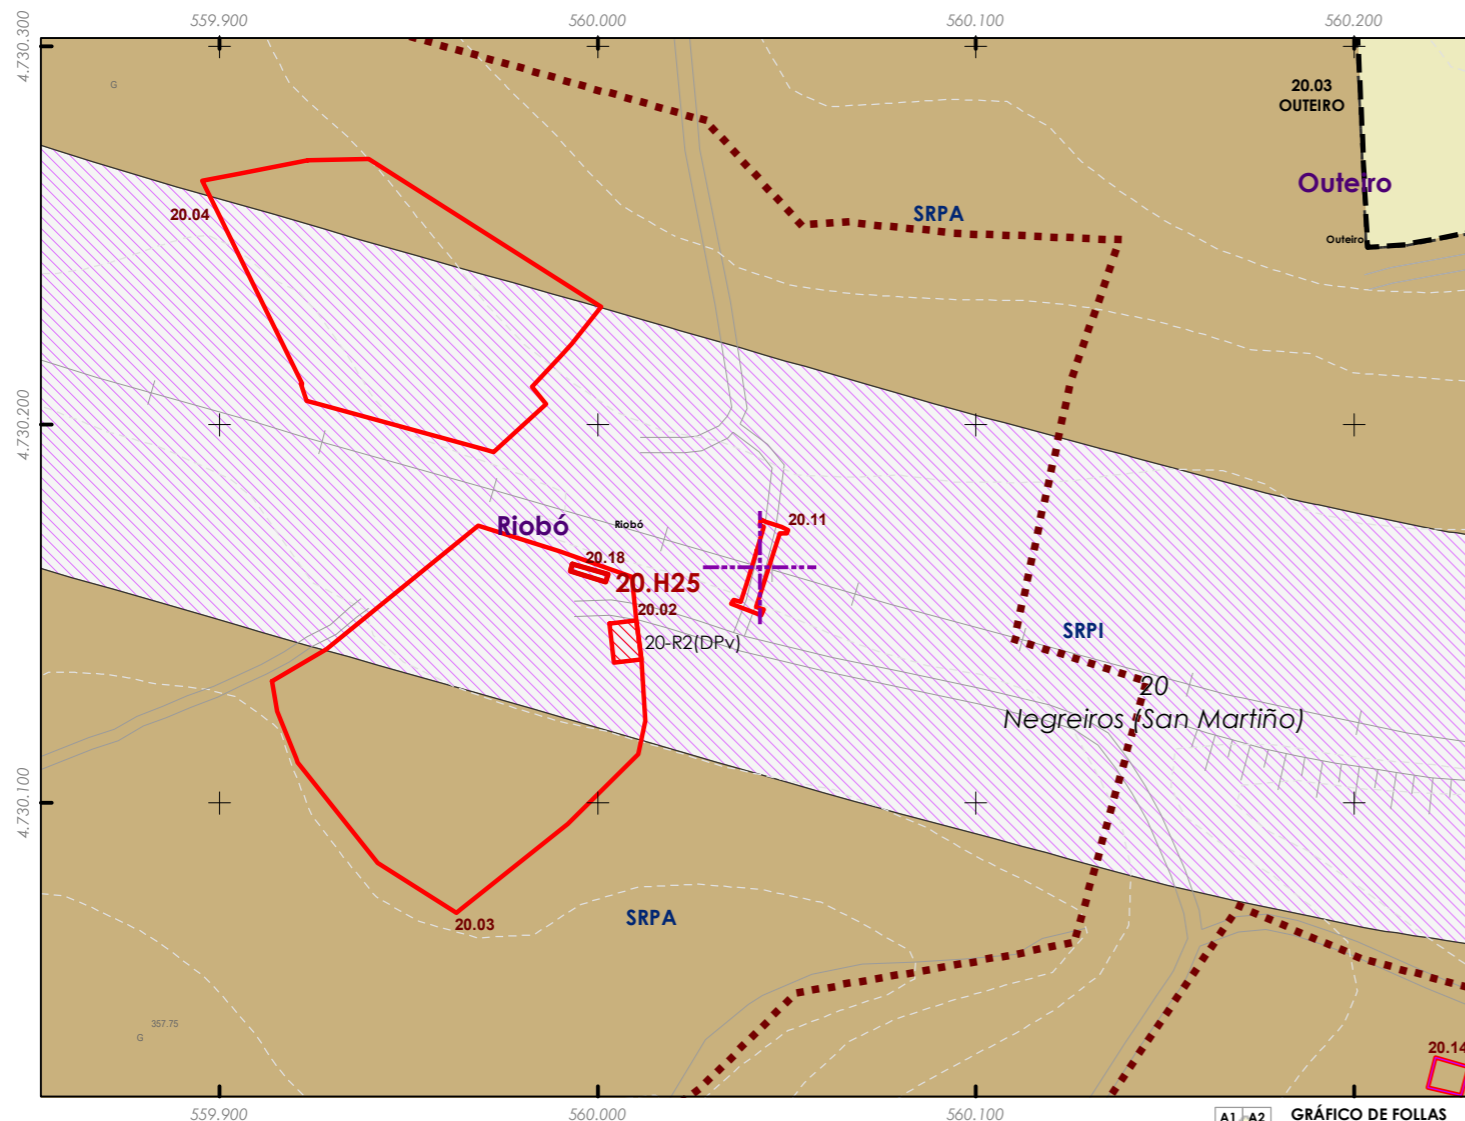 559.900
560.000
560.100
560.200
4.730.300
G
20.03
OUTEIRO
Outeiro
20.04
SRPA
Outeiro
4.730.200
Riobó
Riobó
20.11
20.18
20.H25
20.02
20-R2(DPv)
SRPI
20
Negreiros (San Martiño)
4.730.100
SRPA
20.03
357.75
G
20.14
559.900
560.000
560.100
560.200
A1 A2
GRÁFICO DE FOLLAS